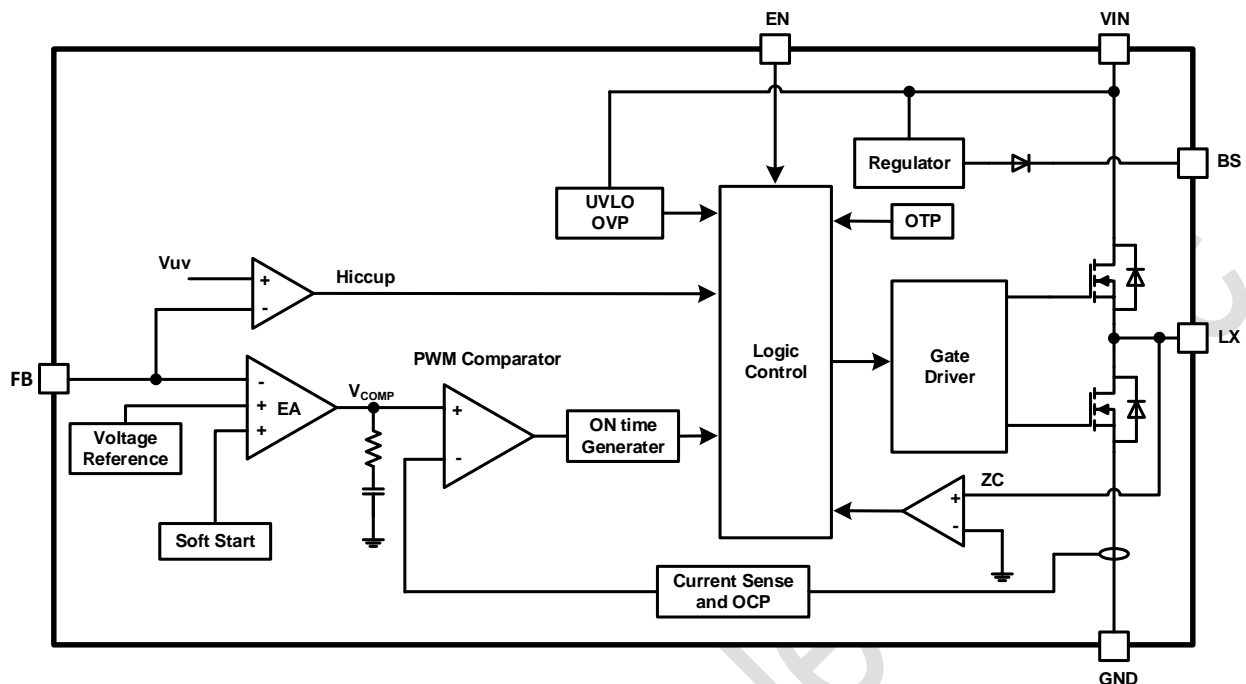 EN
VIN
Regulator
BS
UVLO
OVP
OTP
Vuv
+
-
Hiccup
LX
FB
PWM Comparator
Logic
Control
Gate
Driver
-
+
+
EA
VCOMP
+
-
ON time
Generater
Voltage
Reference
ZC
+
-
Soft Start
Current Sense
and OCP
GND